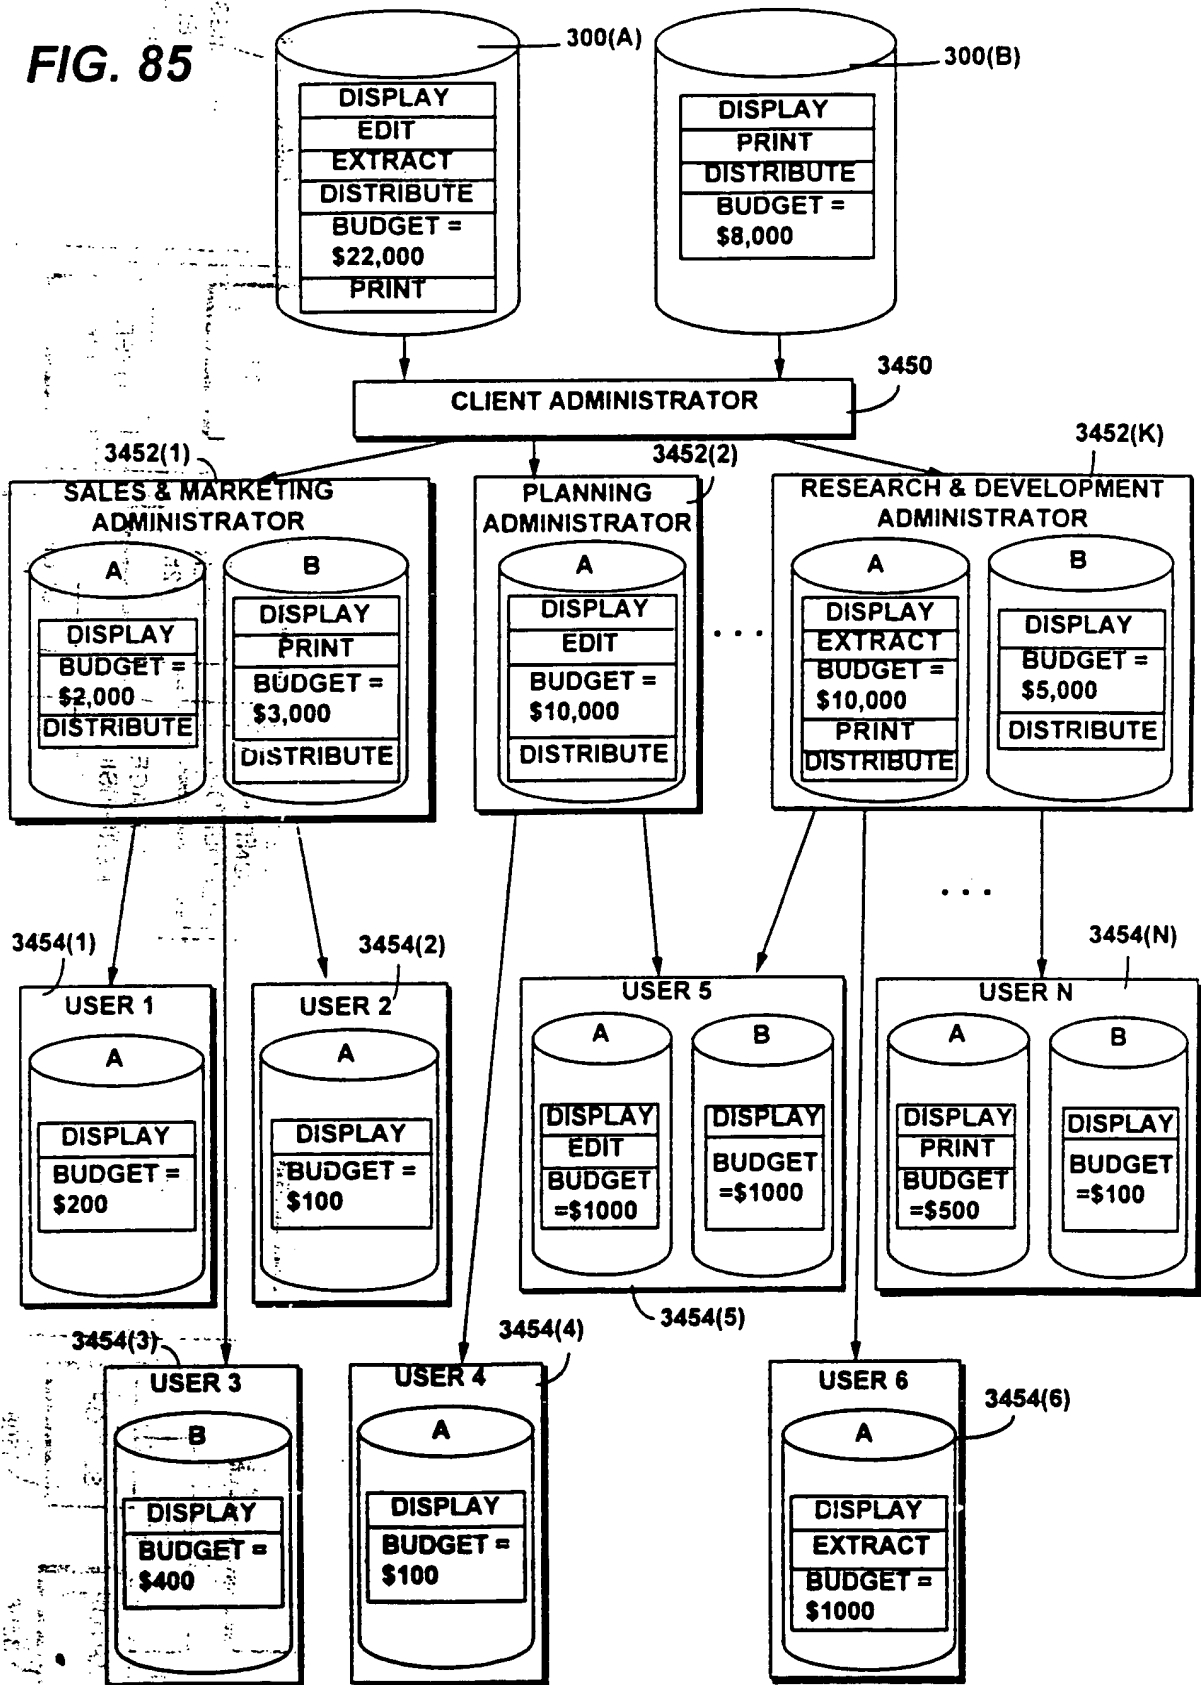 FIG. 85
300(A)
DISPLAY
EDIT
EXTRACT
DISTRIBUTE
BUDGET =
$22,000
PRINT
300(B)
DISPLAY
PRINT
DISTRIBUTE
BUDGET =
$8,000
3450
CLIENT ADMINISTRATOR
3452(1)
SALES & MARKETING
ADMINISTRATOR
A
DISPLAY
BUDGET =
$2,000
DISTRIBUTE
B
DISPLAY
PRINT
BUDGET =
$3,000
DISTRIBUTE
3452(2)
PLANNING
ADMINISTRATOR
A
DISPLAY
EDIT
BUDGET =
$10,000
DISTRIBUTE
. . .
3452(K)
RESEARCH & DEVELOPMENT
ADMINISTRATOR
A
DISPLAY
EXTRACT
BUDGET =
$10,000
PRINT
DISTRIBUTE
B
DISPLAY
BUDGET =
$5,000
DISTRIBUTE
. . .
3454(1)
USER 1
A
DISPLAY
BUDGET =
$200
3454(2)
USER 2
A
DISPLAY
BUDGET =
$100
USER 5
A
DISPLAY
EDIT
BUDGET
=$1000
B
DISPLAY
BUDGET
=$1000
3454(5)
3454(N)
USER N
A
DISPLAY
PRINT
BUDGET
=$500
B
DISPLAY
BUDGET
=$100
3454(3)
USER 3
B
DISPLAY
BUDGET =
$400
3454(4)
USER 4
A
DISPLAY
BUDGET =
$100
USER 6
3454(6)
A
DISPLAY
EXTRACT
BUDGET =
$1000